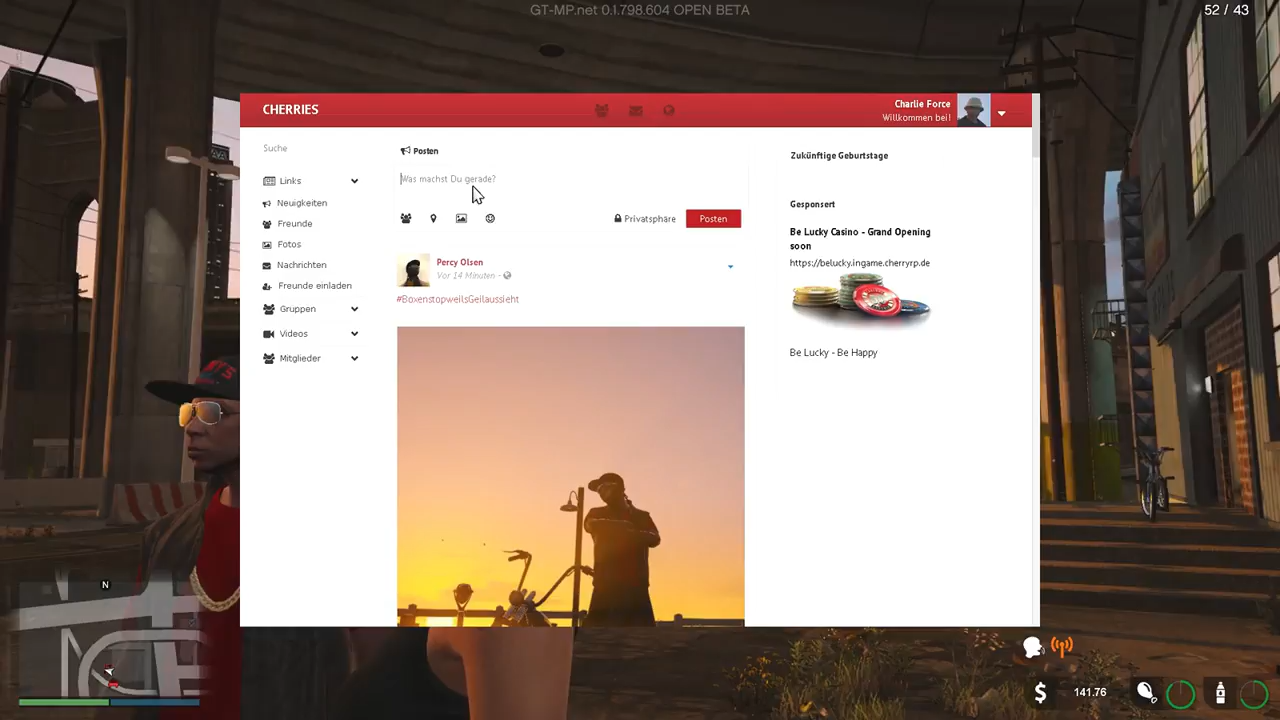 GT-MP.net 0.1.798.604 OPEN BETA
52 / 43
CHERRIES
Charlie Force
Willkommen bei!
Suche
Links
Neuigkeiten
Freunde
Fotos
Nachrichten
Freunde einladen
Gruppen
Videos
Mitglieder
Posten
Was machst Du gerade?
Privatsphäre
Posten
Percy Olsen
Vor 14 Minuten -
#BoxenstopweilsGeilaussieht
Zukünftige Geburtstage
Gesponsert
Be Lucky Casino - Grand Opening
soon
https://belucky.ingame.cherryrp.de
Be Lucky - Be Happy
N
$ 141.76